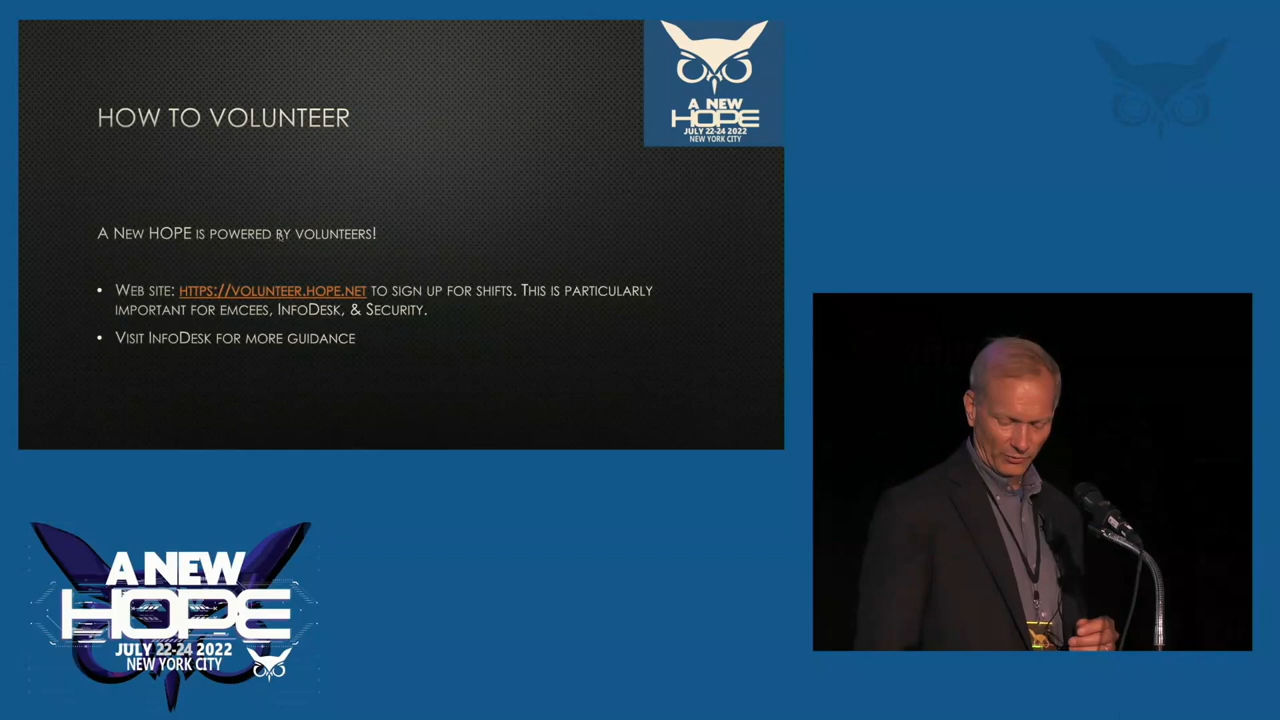 HOW TO VOLUNTEER
A NEW HOPE IS POWERED BY VOLUNTEERS!
• WEB SITE: HTTPS://VOLUNTEER.HOPE.NET TO SIGN UP FOR SHIFTS. THIS IS PARTICULARLY
IMPORTANT FOR EMCEES, INFODESK, & SECURITY.
• VISIT INFODESK FOR MORE GUIDANCE
A NEW
HOPE
JULY 22-24 2022
NEW YORK CITY
A NEW
HOPE
JULY 22-24 2022
NEW YORK CITY